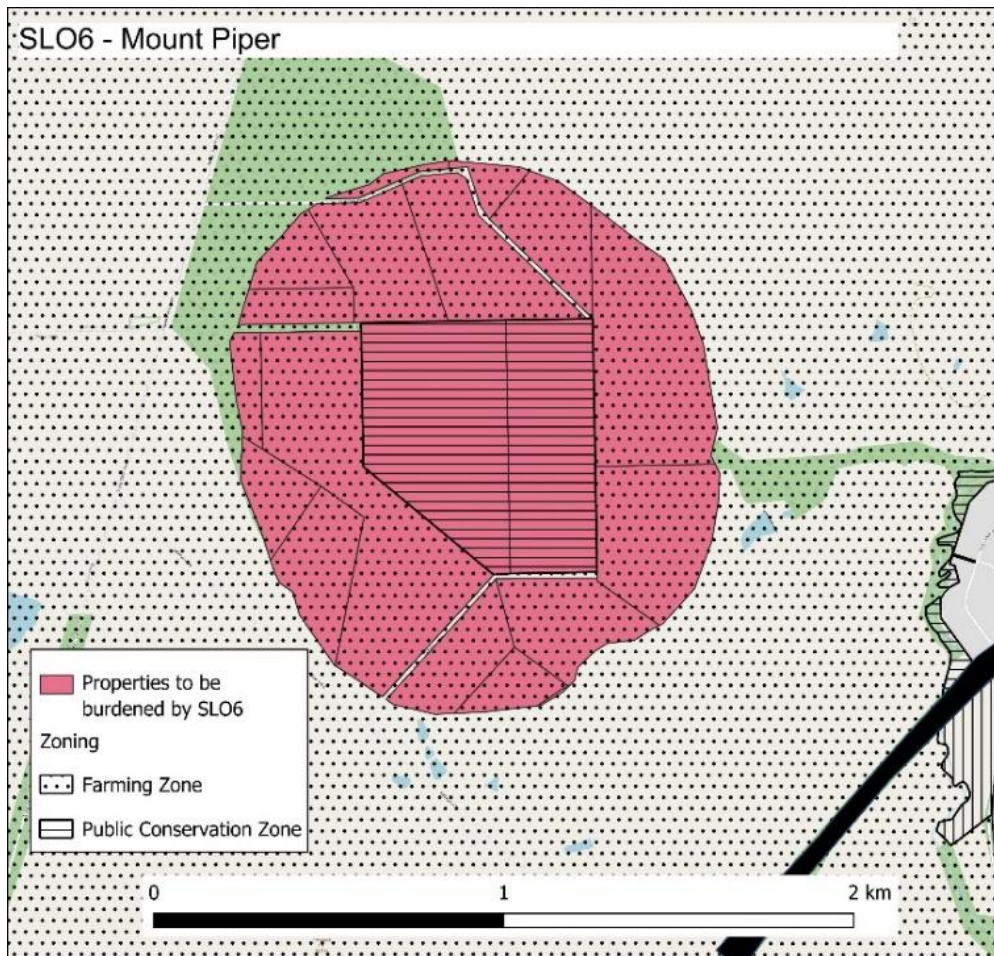 SLO6 - Mount Piper
Properties to be
burdened by SLO6
Zoning
Farming Zone
Public Conservation Zone
0 1 2 km